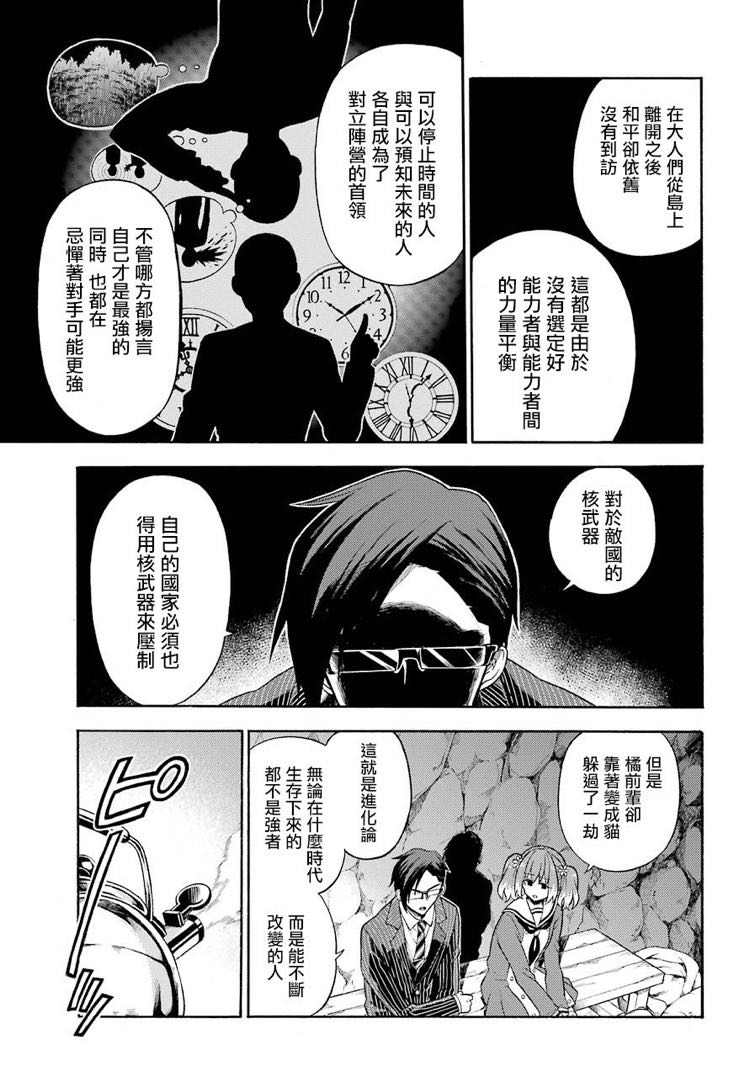 在大人們從島上
離開之後
和平卻依舊
沒有到訪
這都是由於
沒有選定好
能力者與能力者間
的力量平衡
可以停止時間的人
與可以預知未來的人
各自成為了
對立陣營的首領
不管哪方都揚言
自己才是最強的
同時 也都在
忌憚著對手可能更強
對於敵國的
核武器
自己的國家必須也
得用核武器來壓制
但是
橘前輩卻
靠著變成貓
躲過了一劫
這就是進化論
無論在什麼時代
生存下來的
都不是強者
而是能不斷
改變的人
ピィィィ